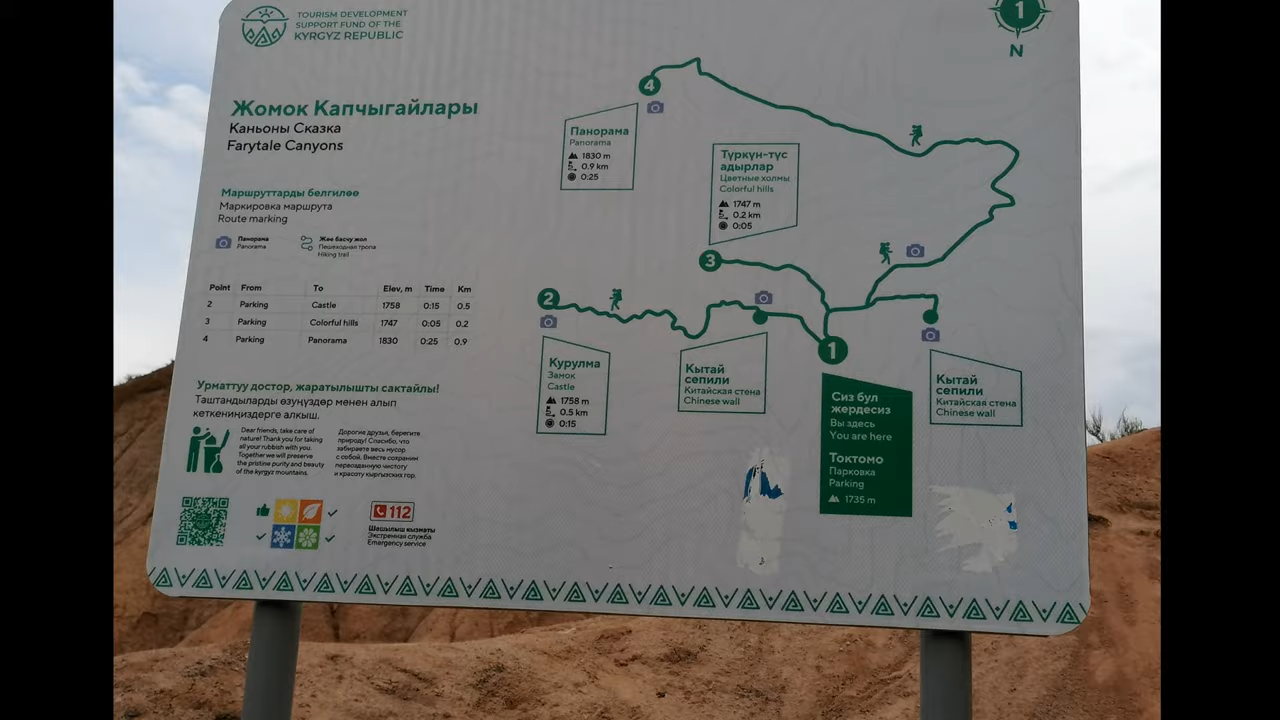 TOURISM DEVELOPMENT
SUPPORT FUND OF THE
KYRGYZ REPUBLIC
1
N
Жомок Капчыгайлары
Каньоны Сказка
Farytale Canyons
Маршруттарды белгилөө
Маркировка маршрута
Route marking
Панорама
Panorama
Жөө басуу жол
Пешеходная тропа
Hiking trail
Point From To Elev, m Time Km
2 Parking Castle 1758 0:15 0.5
3 Parking Colorful hills 1747 0:05 0.2
4 Parking Panorama 1830 0:25 0.9
Урматтуу достор, жаратылышты сактайлы!
Таштандыларды өзүңүздөр менен алып
кеткениңиздерге алкыш.
Dear friends, take care of
nature! Thank you for taking
all your rubbish with you.
Together we will preserve
the pristine purity and beauty
of the kyrgyz mountains.
Дорогие друзья, берегите
природу! Спасибо, что
забираете весь мусор
с собой. Вместе сохраним
первозданную чистоту
и красоту кыргызских гор.
112
Шашылыш кызматы
Экстренная служба
Emergency service
4
Панорама
Panorama
1830 m
0.9 km
0:25
Түркүн-түс
адырлар
Цветные холмы
Colorful hills
1747 m
0.2 km
0:05
3
2
1
Курулма
Замок
Castle
1758 m
0.5 km
0:15
Кытай
сепили
Китайская стена
Chinese wall
Сиз бул
жердесиз
Вы здесь
You are here
Токтомо
Парковка
Parking
1735 m
Кытай
сепили
Китайская стена
Chinese wall